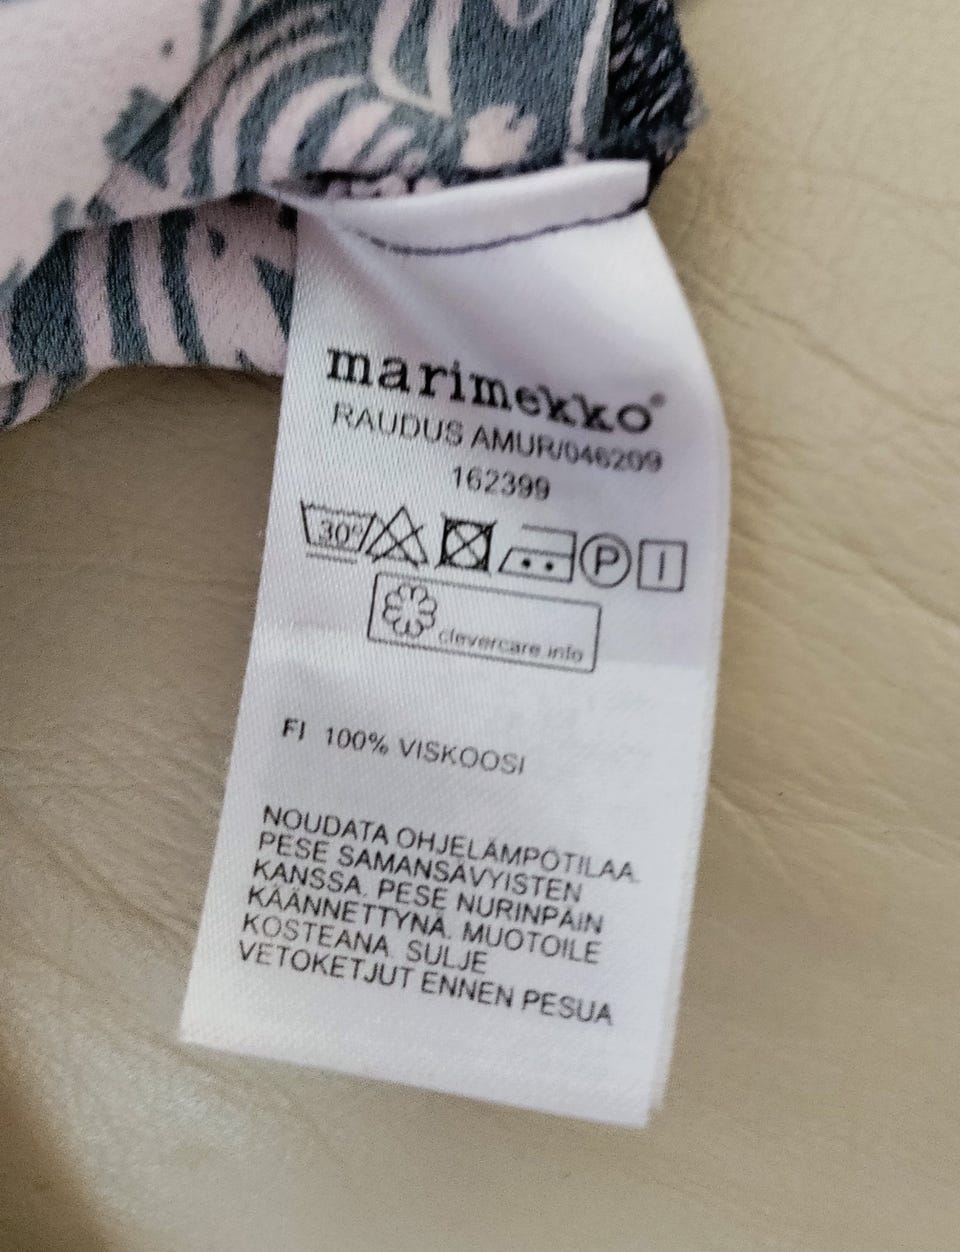 marimekko®
RAUDUS AMUR/046209
162399
30°
P
clevercare.info
FI 100% VISKOOSI
NOUDATA OHJELÄMPÖTILAA.
PESE SAMANSÄVYISTEN
KANSSA. PESE NURINPÄIN
KÄÄNNETTYNÄ. MUOTOILE
KOSTEANA. SULJE
VETOKETJUT ENNEN PESUA